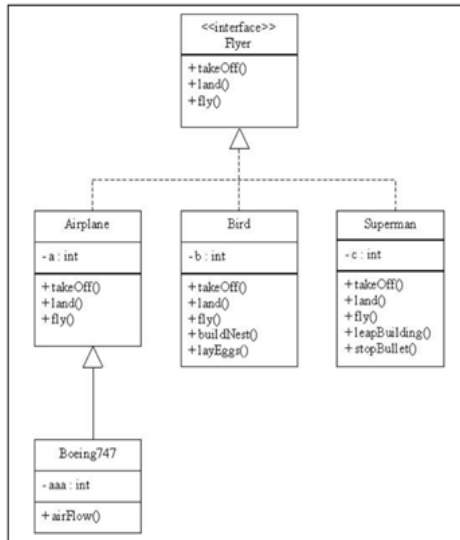 <<interface>>
Flyer
+takeOff()
+land()
+fly()
Airplane
-a : int
+takeOff()
+land()
+fly()
Bird
-b : int
+takeOff()
+land()
+fly()
+buildNest()
+layEggs()
Superman
-c : int
+takeOff()
+land()
+fly()
+leapBuilding()
+stopBullet()
Boeing747
-aaa : int
+airFlow()